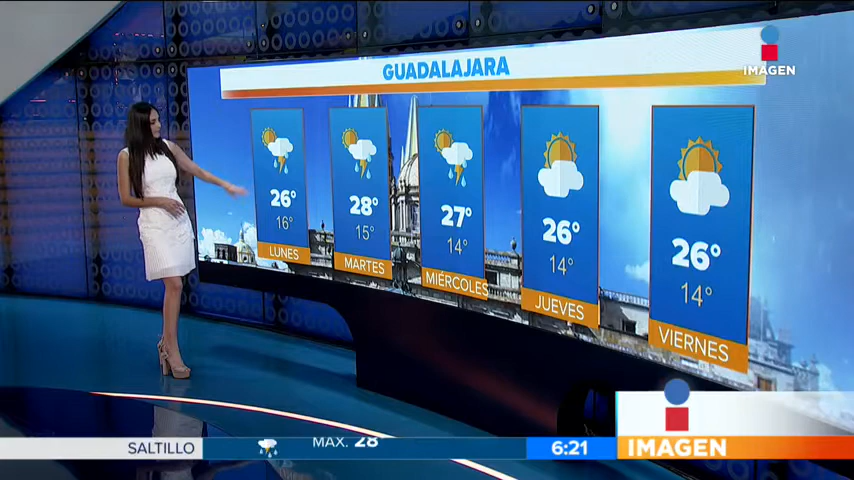 GUADALAJARA
IMAGEN
26° 16° LUNES
28° 15° MARTES
27° 14° MIÉRCOLES
26° 14° JUEVES
26° 14° VIERNES
SALTILLO MAX. 28 6:21 IMAGEN